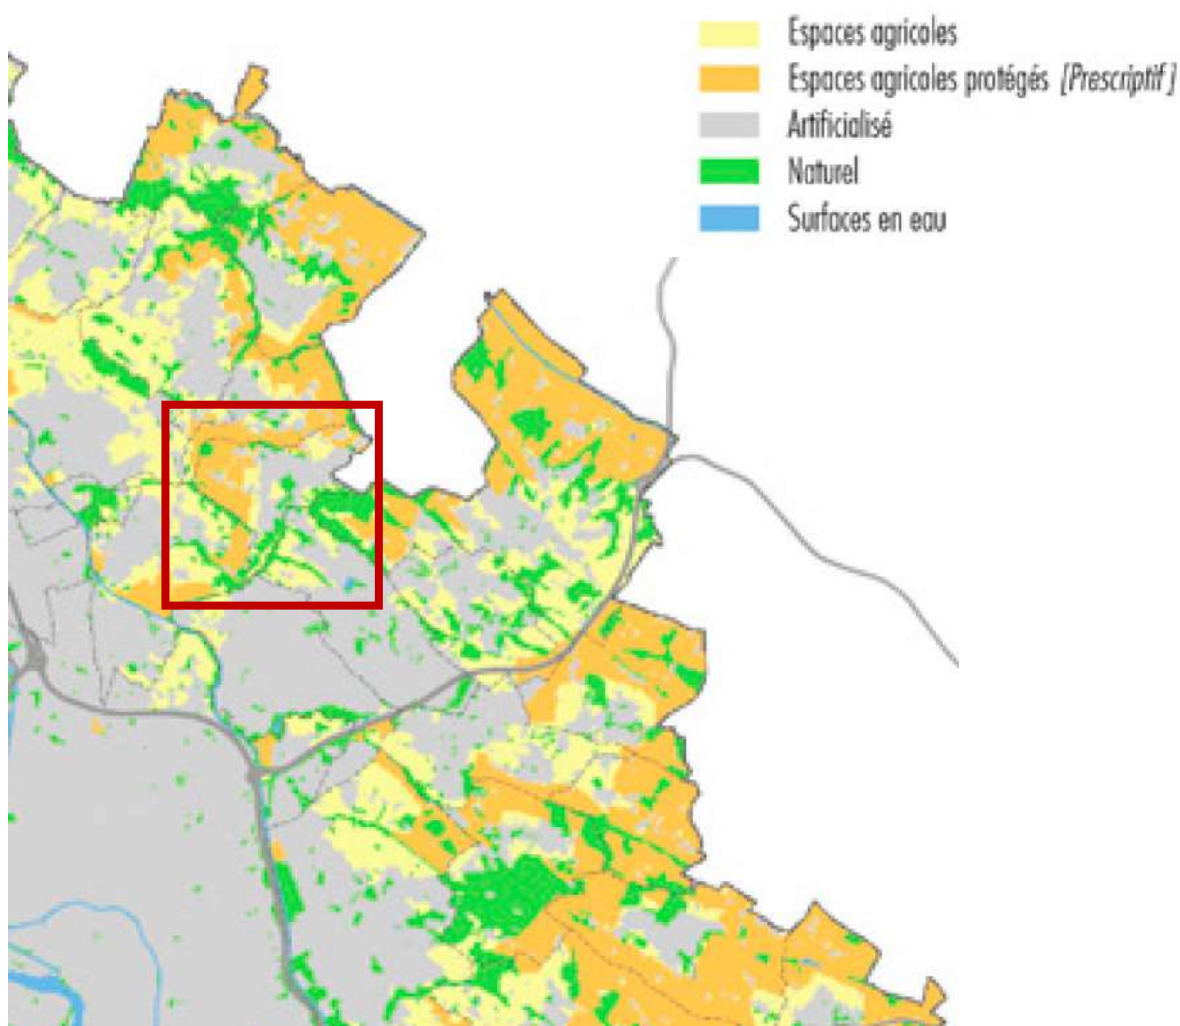 Espaces agricoles
Espaces agricoles protégés [Prescriptif]
Artificialisé
Naturel
Surfaces en eau